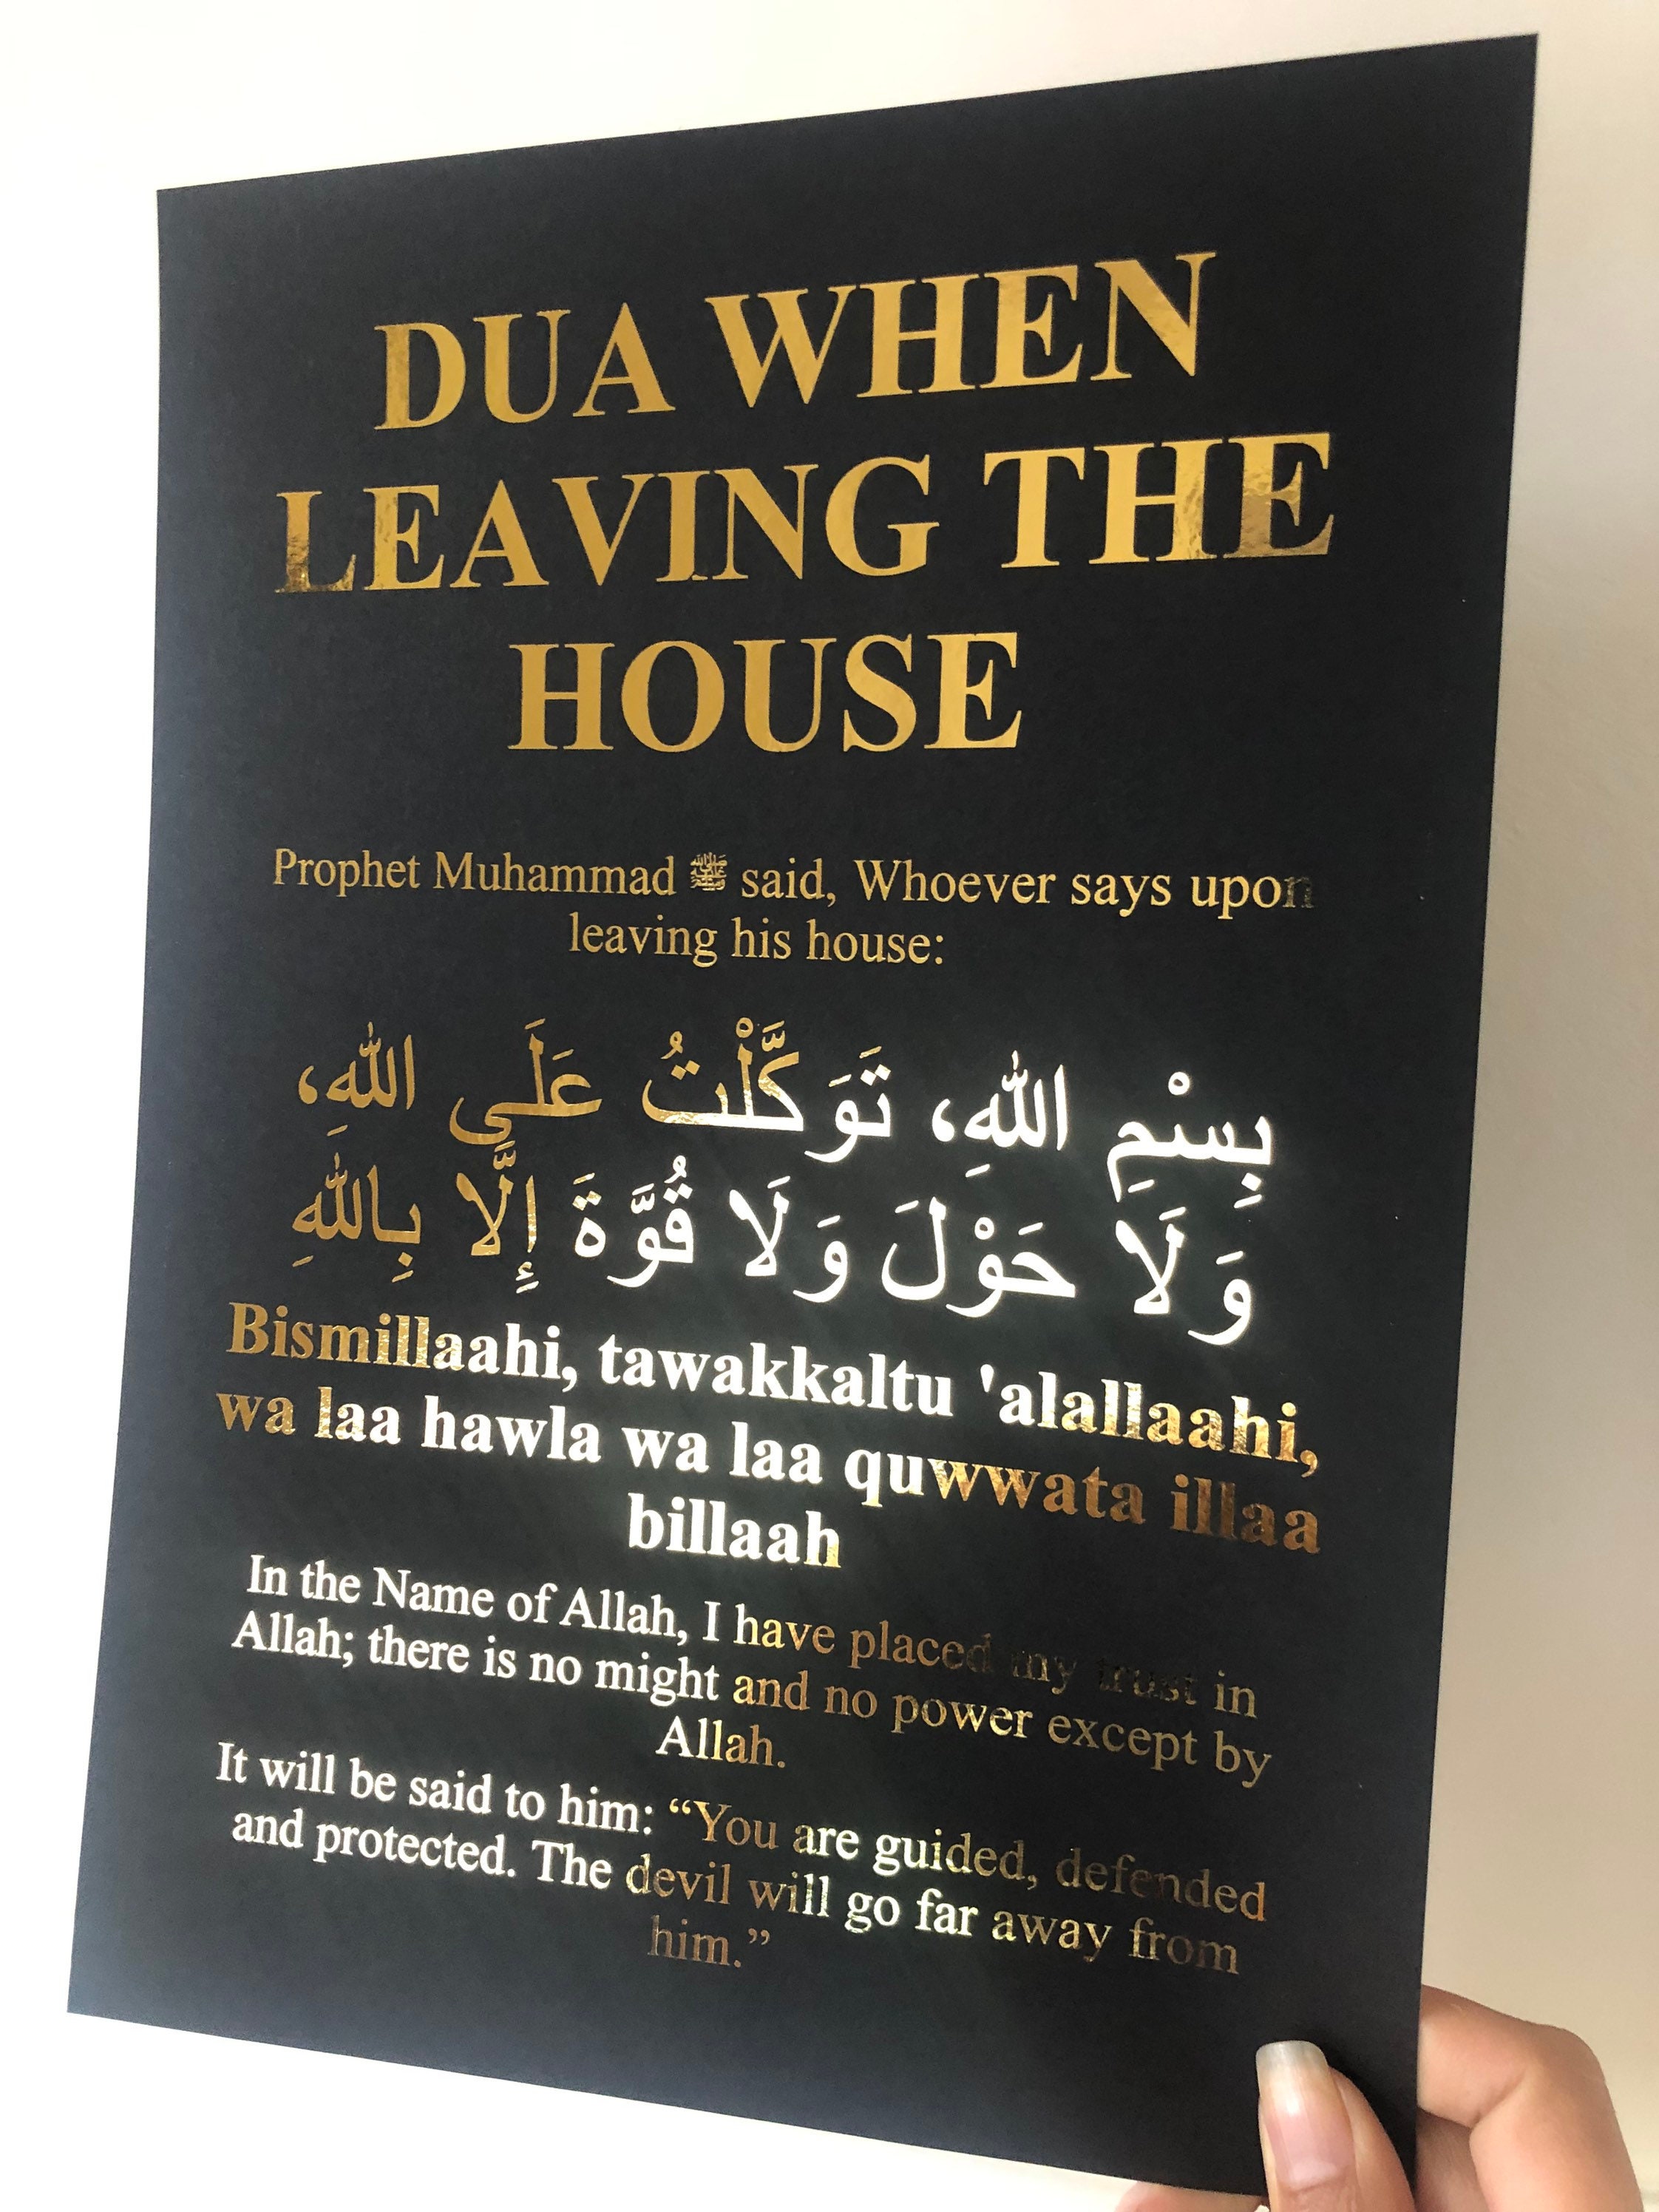 DUA WHEN
LEAVING THE
HOUSE
Prophet Muhammad ﷺ said, Whoever says upon
leaving his house:
بِسْمِ اللهِ، تَوَكَّلْتُ عَلَى اللهِ،
وَلَا حَوْلَ وَلَا قُوَّةَ إِلَّا بِاللهِ
Bismillaahi, tawakkaltu 'alallaahi,
wa laa hawla wa laa quwwata illaa
billaah
In the Name of Allah, I have placed my trust in
Allah; there is no might and no power except by
Allah.
It will be said to him: “You are guided, defended
and protected. The devil will go far away from
him.”